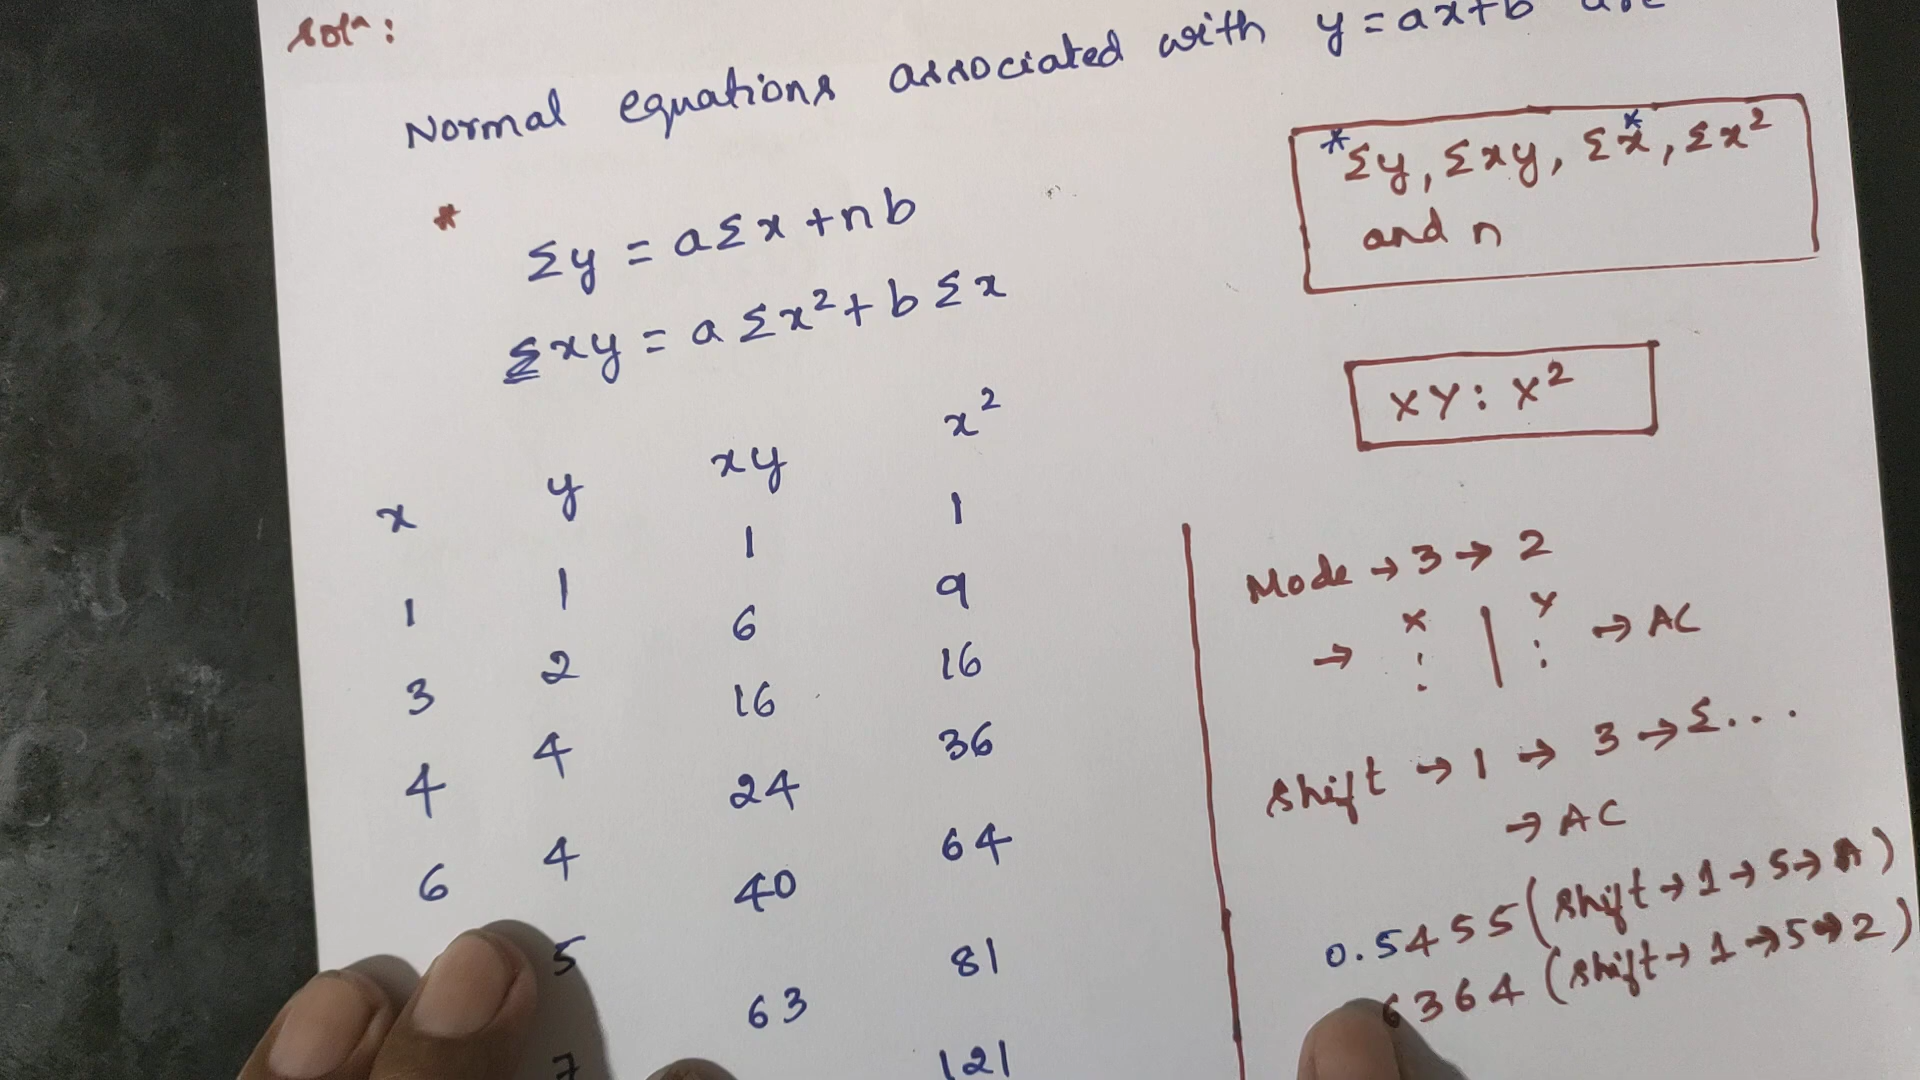 soln:
Normal equations associated with y = ax+b are
* Σy = aΣx + nb
Σxy = aΣx² + bΣx
*Σy, Σxy, Σx*, Σx²
and n
XY: X²
x y xy x²
1 1 1 1
3 2 6 9
4 4 16 16
6 4 24 36
5 40 64
7 63 81
121
Mode → 3 → 2
→ X | Y → AC
: | :
Shift → 1 → 3 → Σ...
→ AC
0.5455 (Shift → 1 → 5 → A)
6364 (Shift → 1 → 5 → 2)